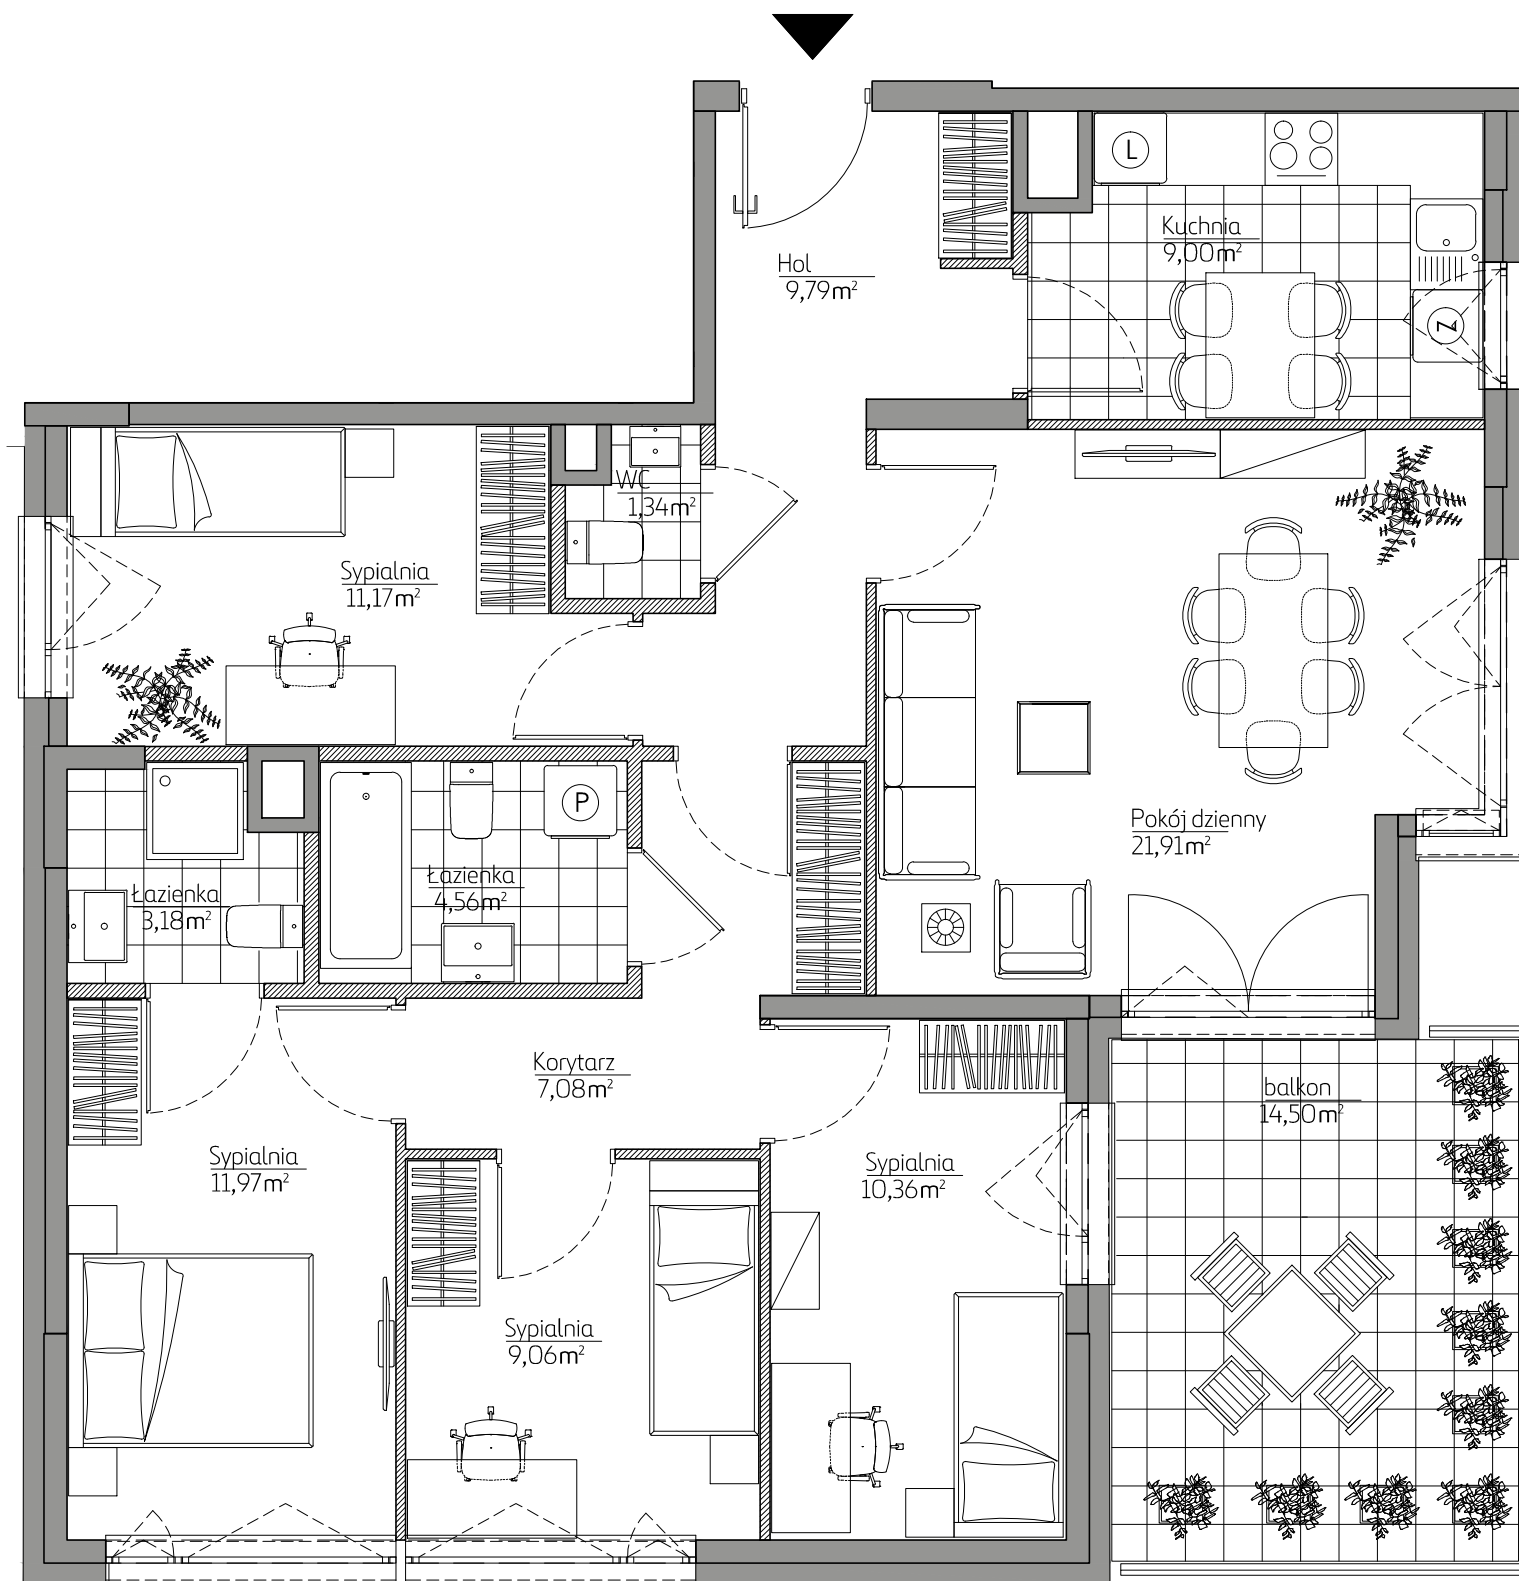 L
Kuchnia
9,00m²
Hol
9,79m²
Z
WC
1,34m²
Sypialnia
11,17m²
P
Pokój dzienny
21,91m²
Łazienka
3,18m²
Łazienka
4,56m²
Korytarz
7,08m²
balkon
14,50m²
Sypialnia
11,97m²
Sypialnia
10,36m²
Sypialnia
9,06m²